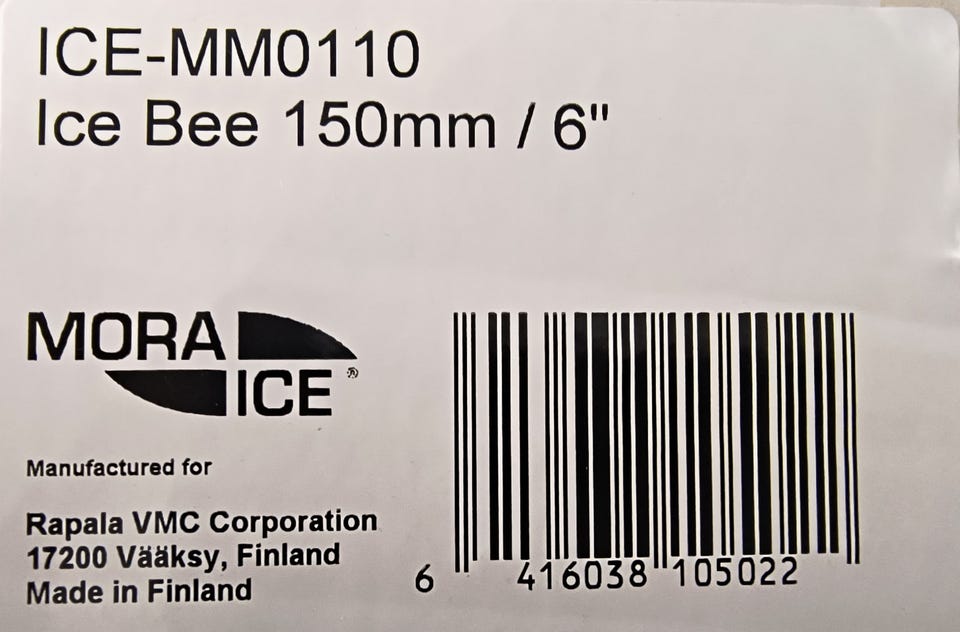 ICE-MM0110
Ice Bee 150mm / 6"
MORA
ICE ®
Manufactured for
Rapala VMC Corporation
17200 Vääksy, Finland
Made in Finland
6 416038 105022